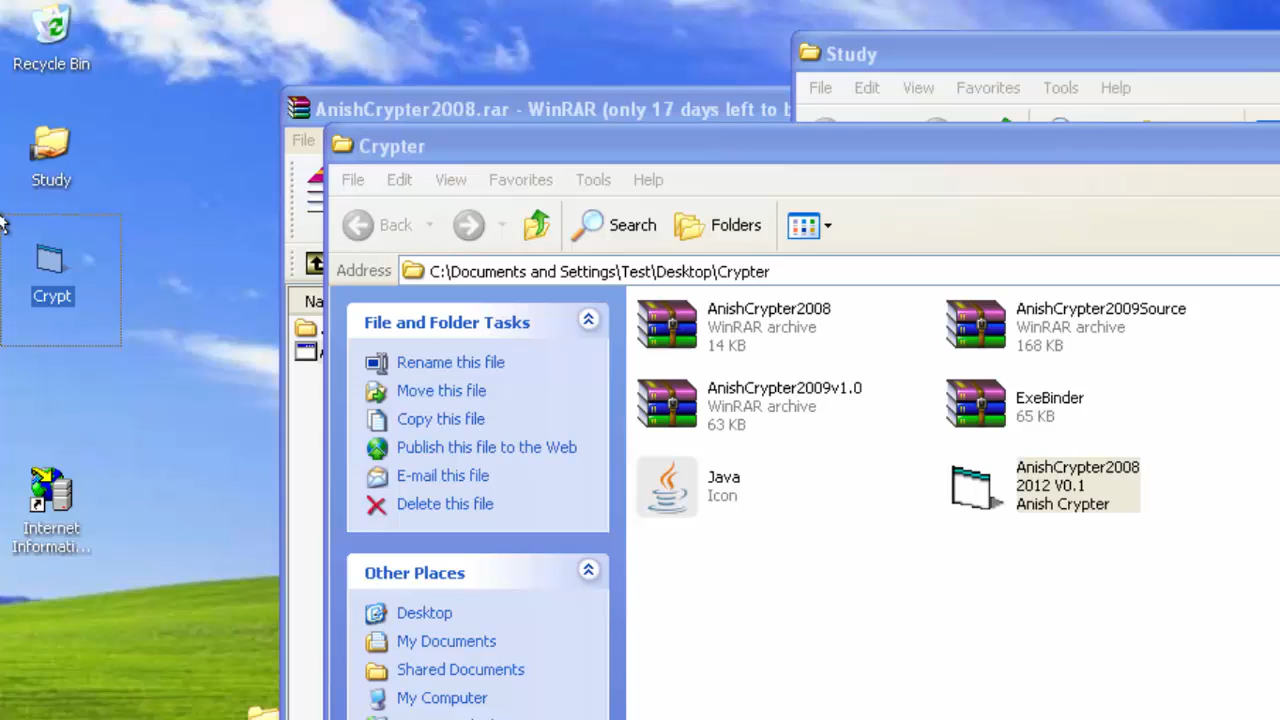 Recycle Bin
Study
Crypt
Internet
Informati...
Study
File Edit View Favorites Tools Help
AnishCrypter2008.rar - WinRAR (only 17 days left to b
File
Na
Crypter
File Edit View Favorites Tools Help
Back Search Folders
Address C:\Documents and Settings\Test\Desktop\Crypter
File and Folder Tasks
Rename this file
Move this file
Copy this file
Publish this file to the Web
E-mail this file
Delete this file
Other Places
Desktop
My Documents
Shared Documents
My Computer
AnishCrypter2008
WinRAR archive
14 KB
AnishCrypter2009Source
WinRAR archive
168 KB
AnishCrypter2009v1.0
WinRAR archive
63 KB
ExeBinder
65 KB
Java
Icon
AnishCrypter2008
2012 V0.1
Anish Crypter